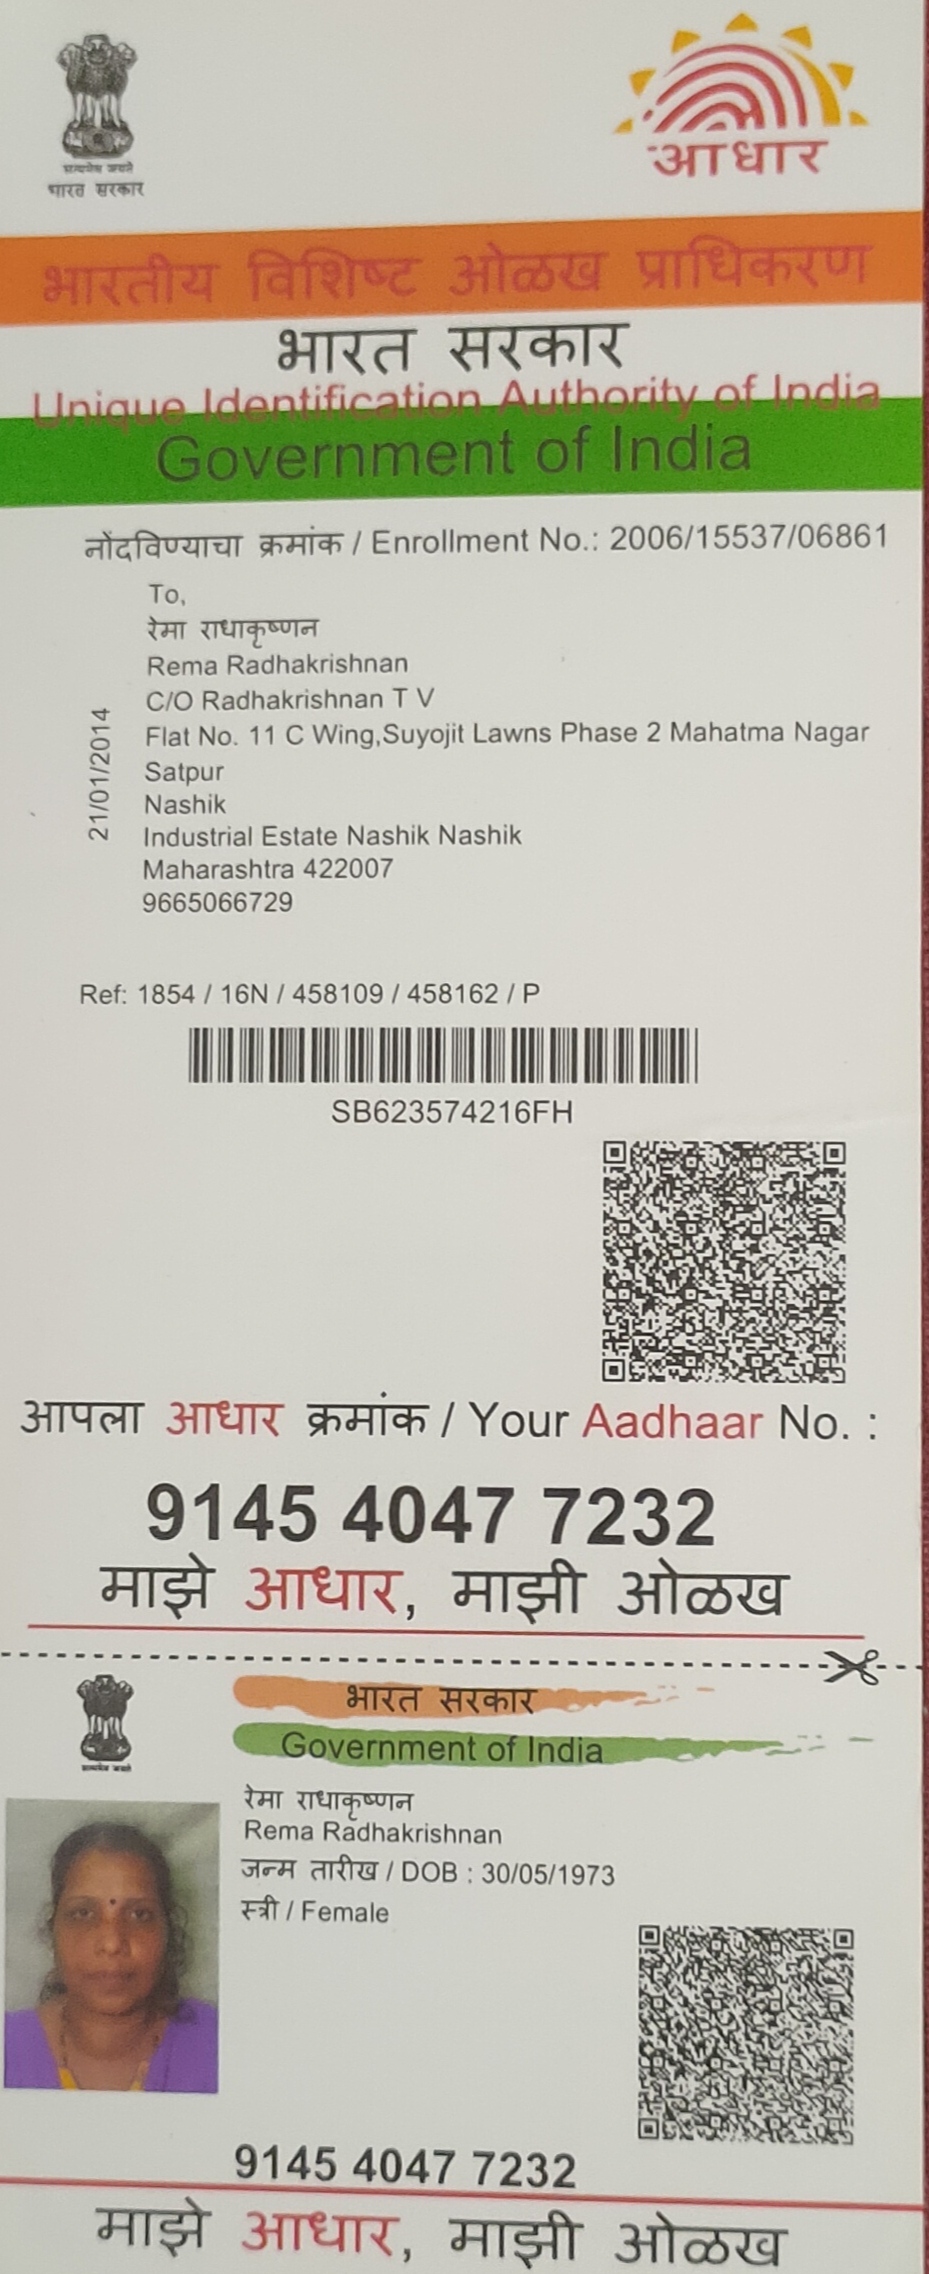 सत्यमेव जयते
भारत सरकार
आधार
भारतीय विशिष्ट ओळख प्राधिकरण
भारत सरकार
Unique Identification Authority of India
Government of India
नोंदविण्याचा क्रमांक / Enrollment No.: 2006/15537/06861
To,
रेमा राधाकृष्णन
Rema Radhakrishnan
C/O Radhakrishnan T V
Flat No. 11 C Wing,Suyojit Lawns Phase 2 Mahatma Nagar
Satpur
Nashik
Industrial Estate Nashik Nashik
Maharashtra 422007
9665066729
21/01/2014
Ref: 1854 / 16N / 458109 / 458162 / P
SB623574216FH
आपला आधार क्रमांक / Your Aadhaar No. :
9145 4047 7232
माझे आधार, माझी ओळख
भारत सरकार
Government of India
सत्यमेव जयते
रेमा राधाकृष्णन
Rema Radhakrishnan
जन्म तारीख / DOB : 30/05/1973
स्त्री / Female
9145 4047 7232
माझे आधार, माझी ओळख